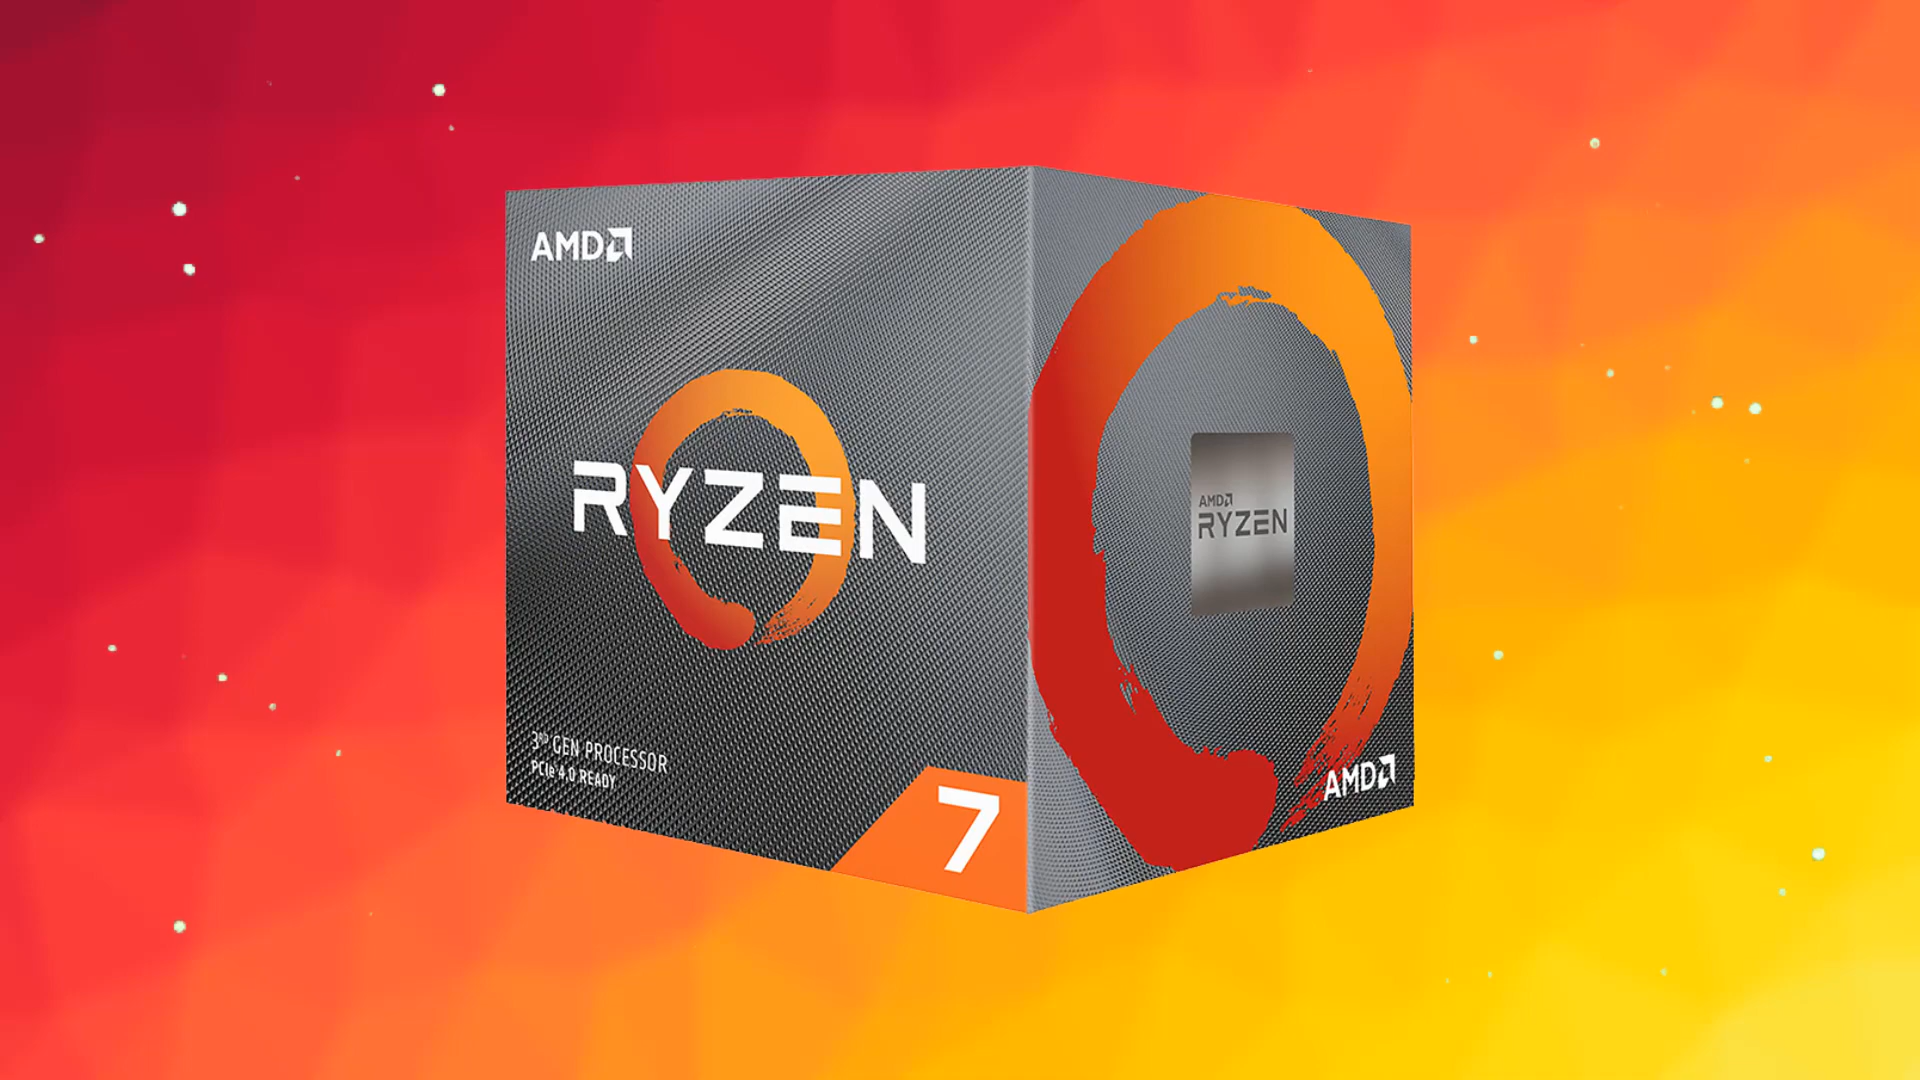 AMD
RYZEN
3RD GEN PROCESSOR
PCIe 4.0 READY
7
AMD
RYZEN
AMD